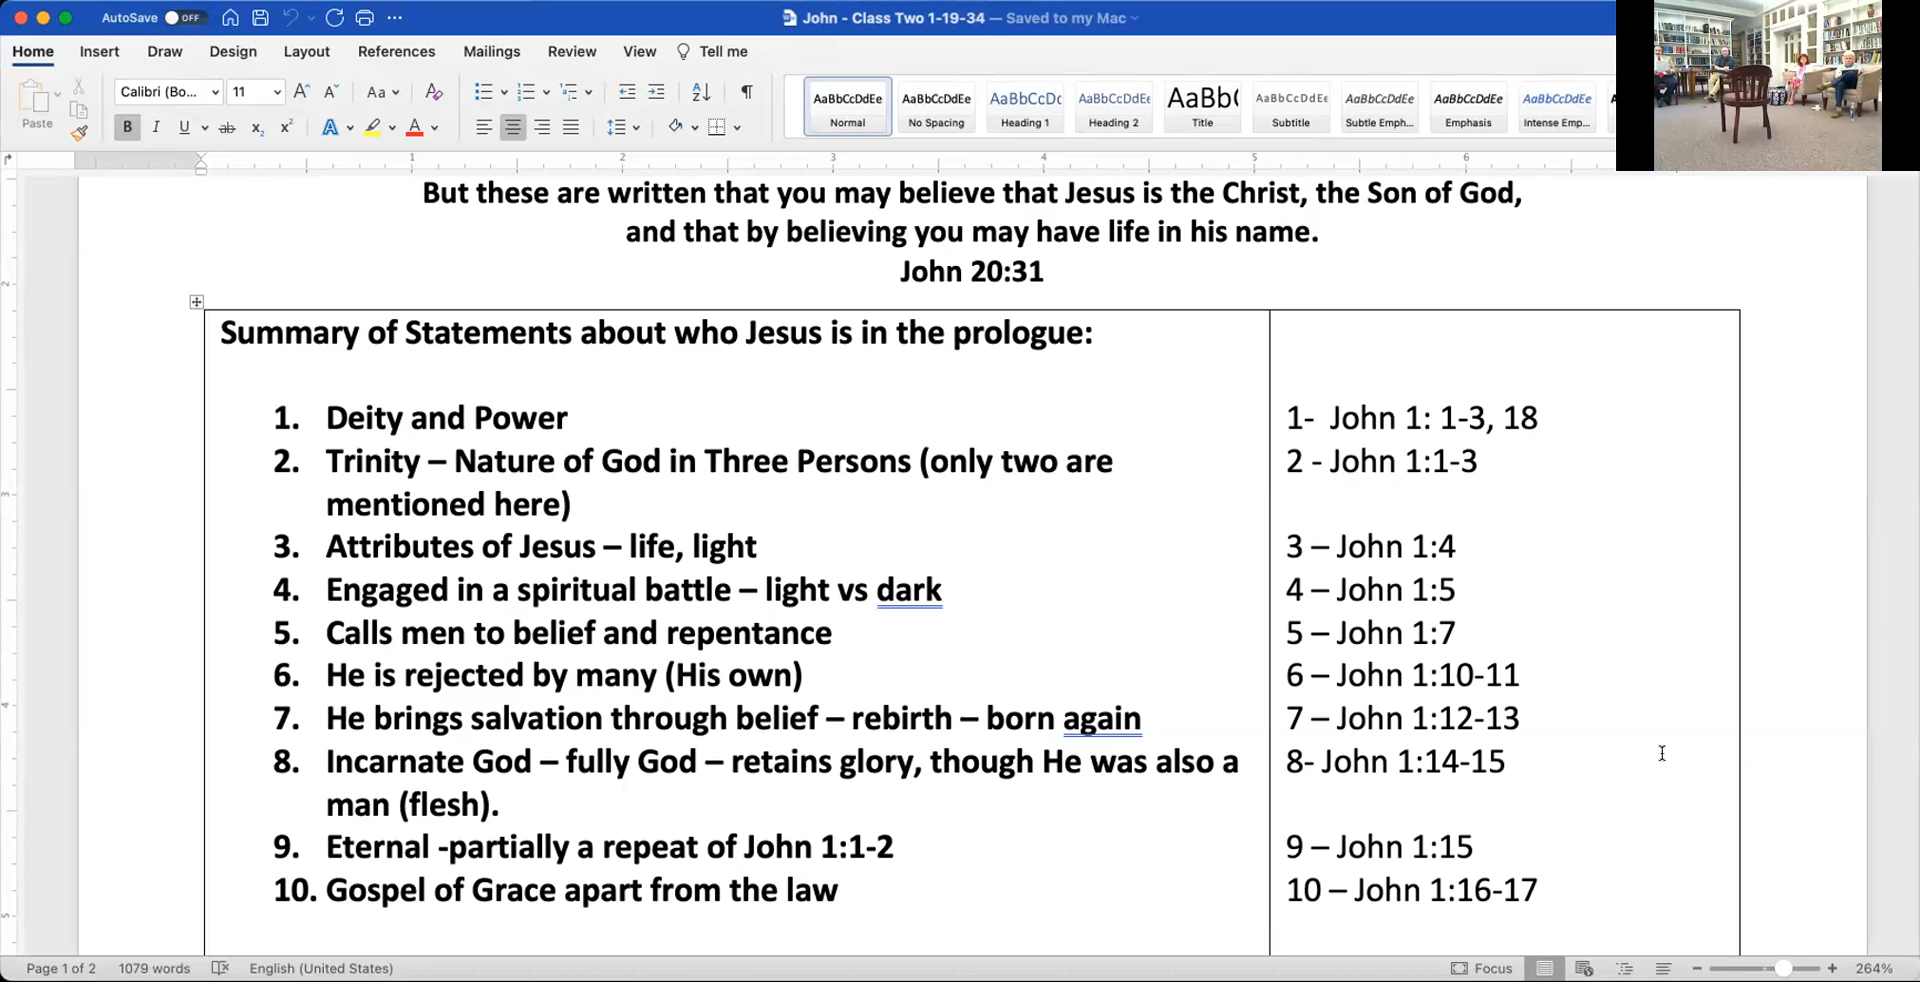 AutoSave OFF
John - Class Two 1-19-34 — Saved to my Mac
Home Insert Draw Design Layout References Mailings Review View Tell me
Paste
Calibri (Bo... 11
AaBbCcDdEe AaBbCcDdEe AaBbCcDc AaBbCcDdEe AaBb( AaBbCcDdEe AaBbCcDdEe AaBbCcDdEe AaBbCcDdEe
Normal No Spacing Heading 1 Heading 2 Title Subtitle Subtle Emph... Emphasis Intense Emp...
1 2 3 4 5 6
But these are written that you may believe that Jesus is the Christ, the Son of God,
and that by believing you may have life in his name.
John 20:31
Summary of Statements about who Jesus is in the prologue:
1. Deity and Power 1- John 1: 1-3, 18
2. Trinity – Nature of God in Three Persons (only two are 2 - John 1:1-3
mentioned here)
3. Attributes of Jesus – life, light 3 – John 1:4
4. Engaged in a spiritual battle – light vs dark 4 – John 1:5
5. Calls men to belief and repentance 5 – John 1:7
6. He is rejected by many (His own) 6 – John 1:10-11
7. He brings salvation through belief – rebirth – born again 7 – John 1:12-13
8. Incarnate God – fully God – retains glory, though He was also a 8- John 1:14-15
man (flesh).
9. Eternal -partially a repeat of John 1:1-2 9 – John 1:15
10. Gospel of Grace apart from the law 10 – John 1:16-17
Page 1 of 2 1079 words English (United States) Focus 264%